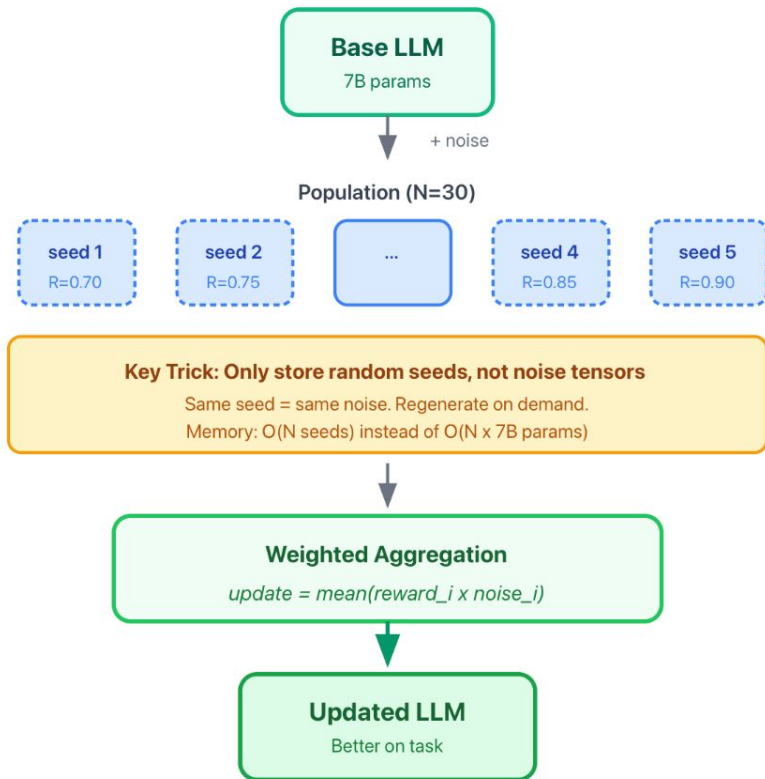 Base LLM
7B params
+ noise
Population (N=30)
seed 1
R=0.70
seed 2
R=0.75
...
seed 4
R=0.85
seed 5
R=0.90
Key Trick: Only store random seeds, not noise tensors
Same seed = same noise. Regenerate on demand.
Memory: O(N seeds) instead of O(N x 7B params)
Weighted Aggregation
update = mean(reward_i x noise_i)
Updated LLM
Better on task